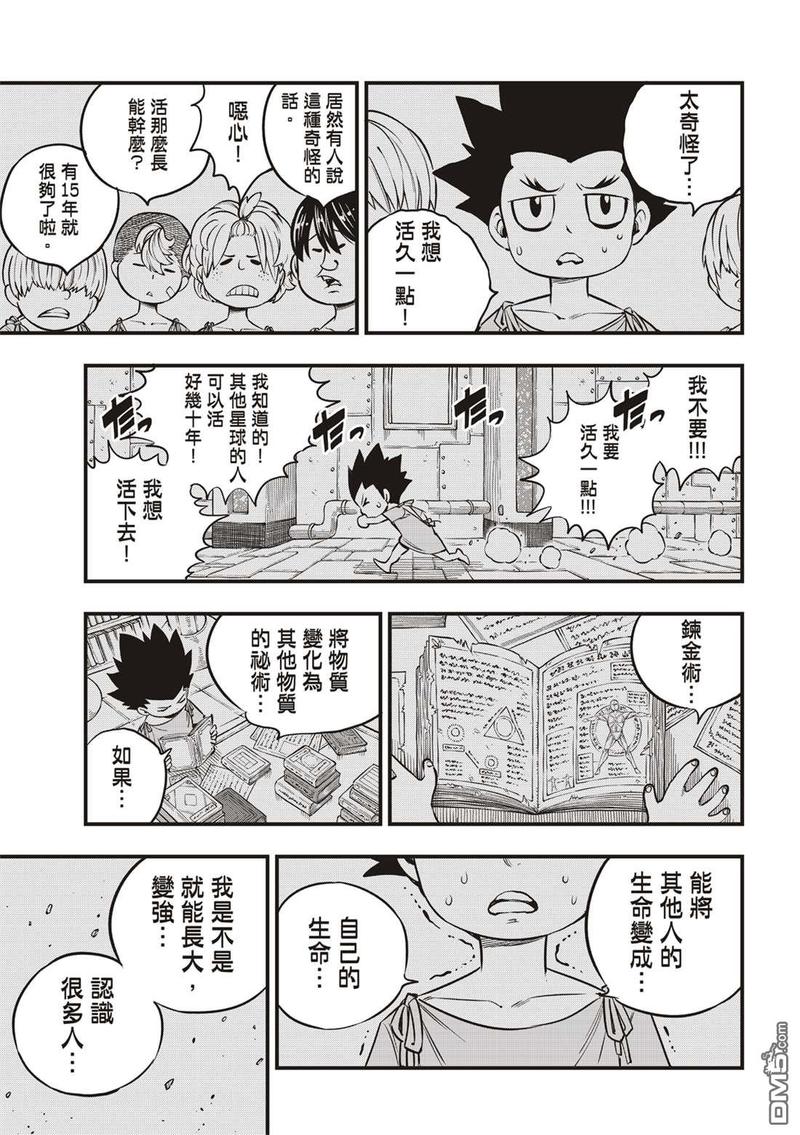 太奇怪了…
我想
活久一點！
居然有人說
這種奇怪的
話。
噁心！
活那麼長
能幹麼？
有15年就
很夠了啦。
我不要!!!
我要
活久一點!!!
我知道的！
其他星球的人
可以活
好幾十年！
我想
活下去！
鍊金術…
將物質
變化為
其他物質
的祕術…
如果…
能將
其他人的
生命變成…
自己的
生命…
我是不是
就能長大，
變強…
認識
很多人…
DM5.com